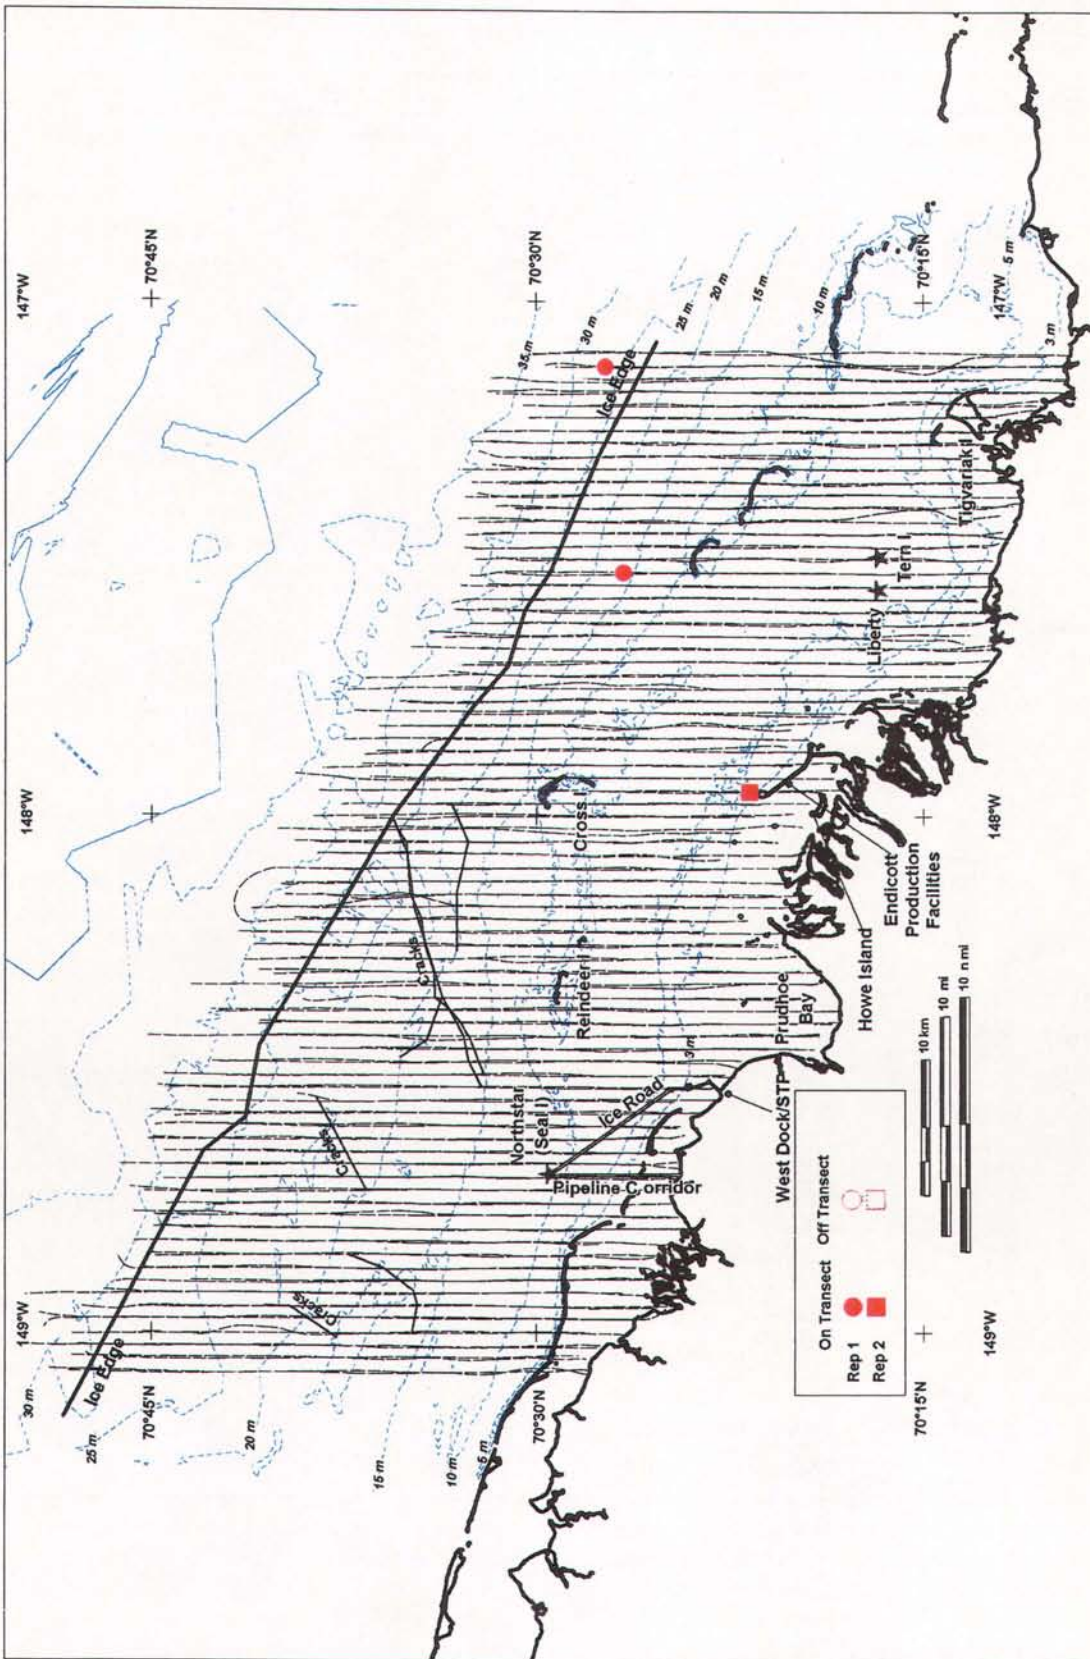 147°W
148°W
149°W
70°45'N
70°45'N
70°30'N
70°30'N
70°15'N
70°15'N
147°W
148°W
149°W
35 m
30 m
25 m
20 m
15 m
10 m
5 m
3 m
30 m
25 m
20 m
15 m
10 m
5 m
3 m
Ice Edge
Ice Edge
Cracks
Cracks
Cracks
Cross I.
Reindeer I.
Northstar
(Seal I)
Ice Road
Pipeline Corridor
West Dock/STP
Prudhoe
Bay
Howe Island
Endicott
Production
Facilities
Liberty
Tern I.
Tigvariak I
On Transect Off Transect
Rep 1
Rep 2
10 km
10 mi
10 n mi